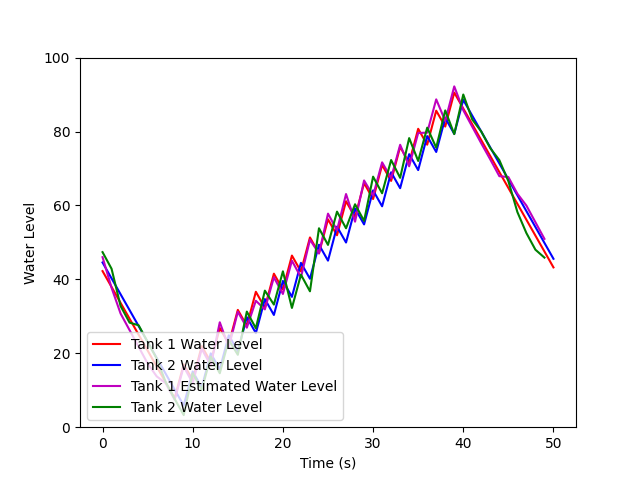 100
80
60
40
20
0
Water Level
Tank 1 Water Level
Tank 2 Water Level
Tank 1 Estimated Water Level
Tank 2 Water Level
0 10 20 30 40 50
Time (s)